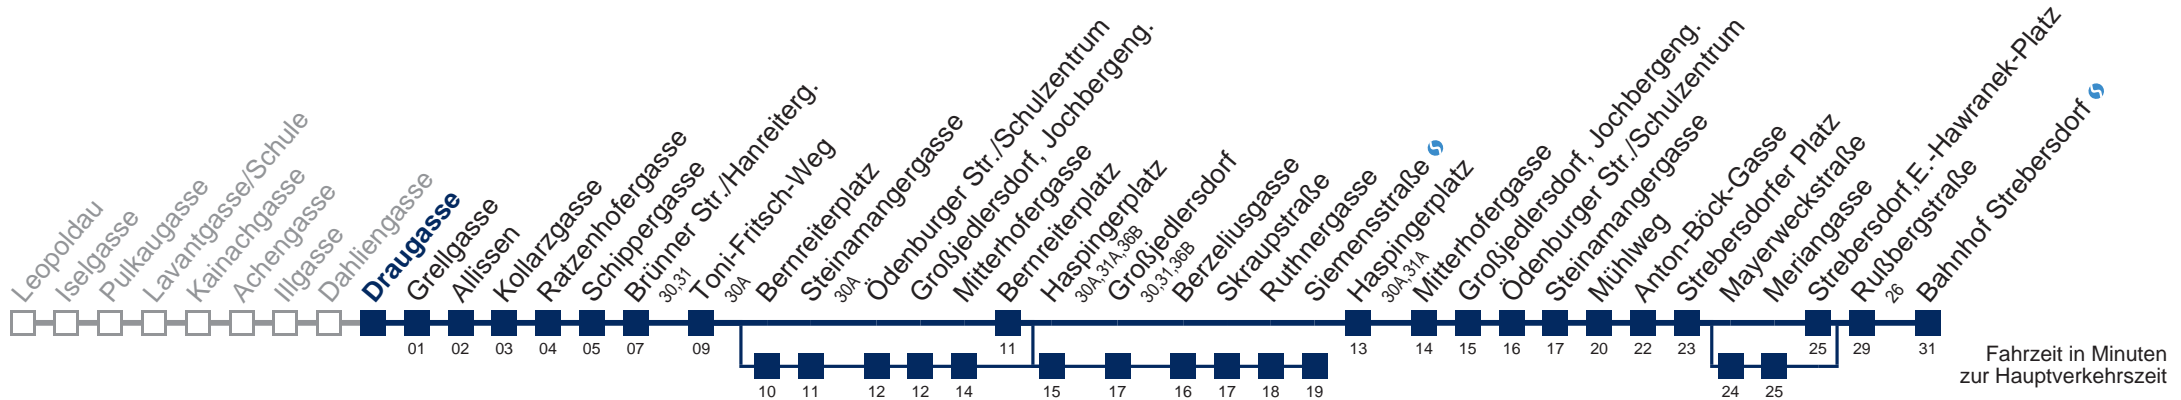 Leopoldau
Iselgasse
Pulkaugasse
Lavantgasse/Schule
Kainachgasse
Achengasse
Illgasse
Dahliengasse
Draugasse
Grellgasse
Allissen
Kollarzgasse
Ratzenhofergasse
Schippergasse
Brünner Str./Hanreiterg.
30,31
Toni-Fritsch-Weg
30A
Bernreiterplatz
Steinamangergasse
30A
Ödenburger Str./Schulzentrum
Großjedlersdorf, Jochbergeng.
Mitterhofergasse
Bernreiterplatz
Haspingerplatz
30A,31A,36B
Großjedlersdorf
30,31,36B
Berzeliusgasse
Skraupstraße
Ruthnergasse
Siemensstraße
Haspingerplatz
30A,31A
Mitterhofergasse
Großjedlersdorf, Jochbergeng.
Ödenburger Str./Schulzentrum
Steinamangergasse
Mühlweg
Anton-Böck-Gasse
Strebersdorfer Platz
Mayerweckstraße
Meriangasse
Strebersdorf,E.-Hawranek-Platz
Rußbergstraße
26
Bahnhof Strebersdorf
01 02 03 04 05 07 09 11 13 14 15 16 17 20 22 23 25 29 31
10 11 12 12 14 15 17 16 17 18 19 24 25
Fahrzeit in Minuten
zur Hauptverkehrszeit